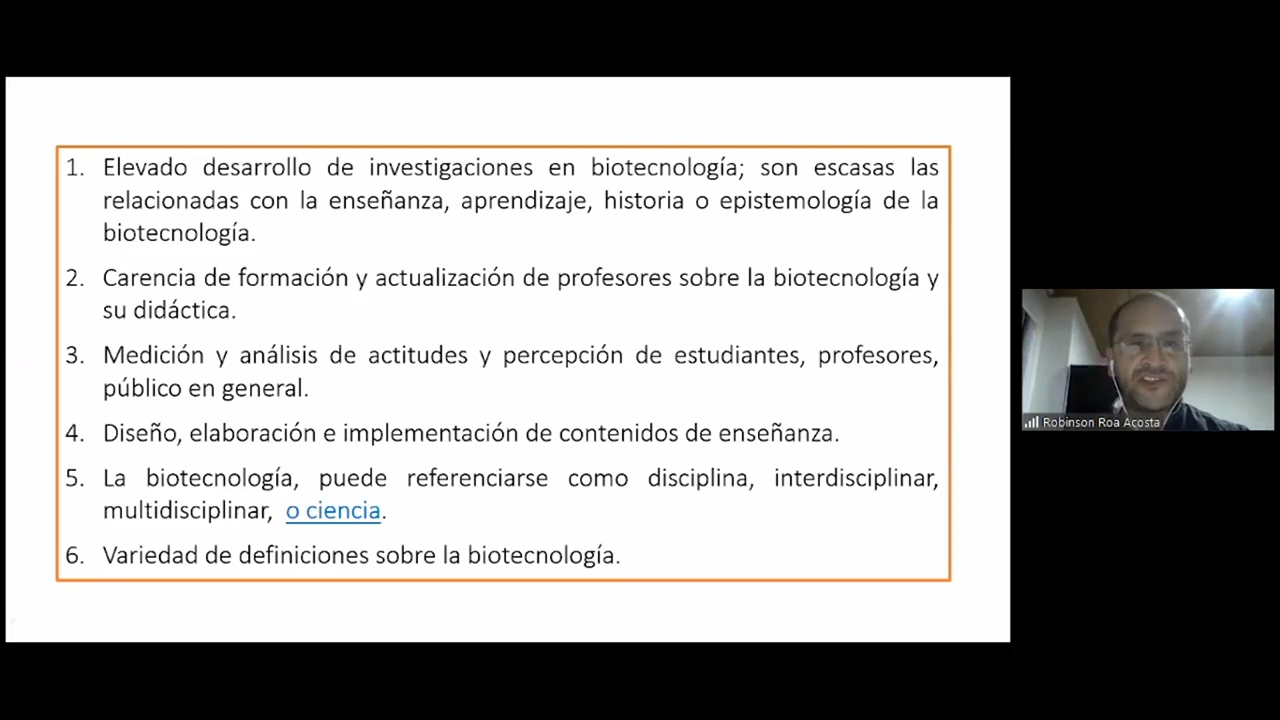 1. Elevado desarrollo de investigaciones en biotecnología; son escasas las
relacionadas con la enseñanza, aprendizaje, historia o epistemología de la
biotecnología.
2. Carencia de formación y actualización de profesores sobre la biotecnología y
su didáctica.
3. Medición y análisis de actitudes y percepción de estudiantes, profesores,
público en general.
4. Diseño, elaboración e implementación de contenidos de enseñanza.
5. La biotecnología, puede referenciarse como disciplina, interdisciplinar,
multidisciplinar, o ciencia.
6. Variedad de definiciones sobre la biotecnología.
Robinson Roa Acosta